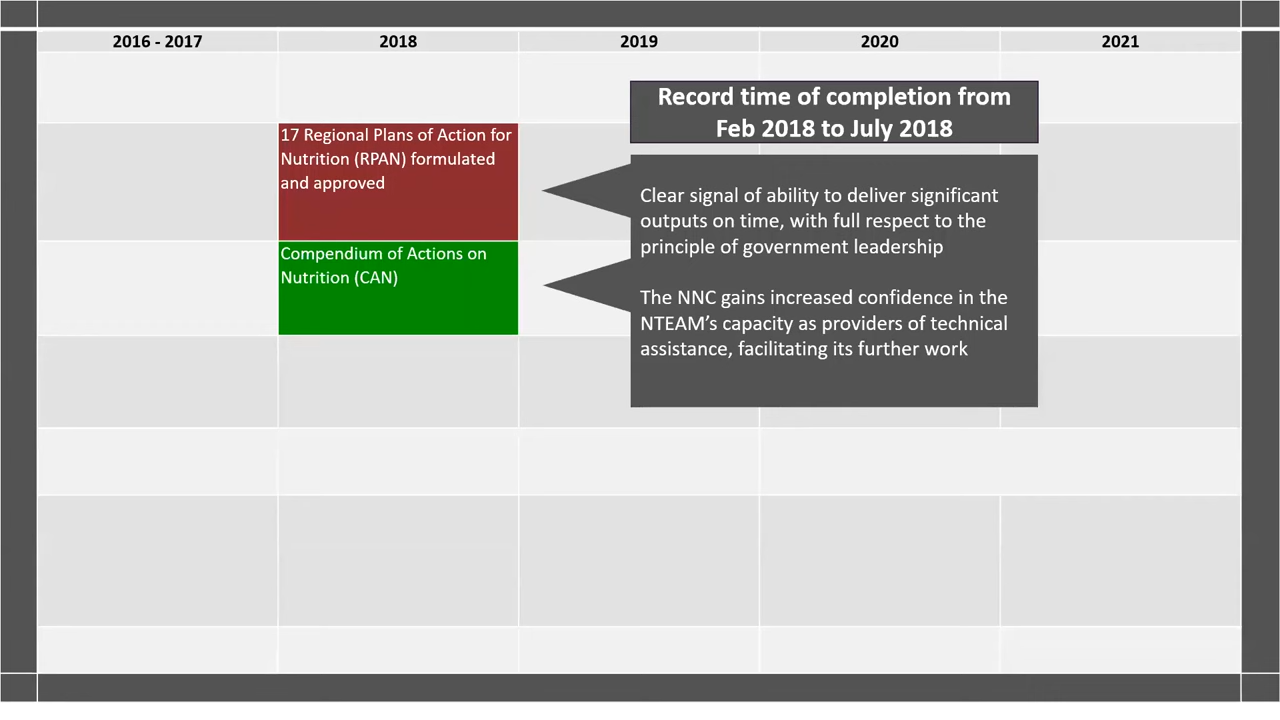 2016 - 2017
2018
2019
2020
2021
Record time of completion from
Feb 2018 to July 2018
17 Regional Plans of Action for
Nutrition (RPAN) formulated
and approved
Clear signal of ability to deliver significant
outputs on time, with full respect to the
principle of government leadership
Compendium of Actions on
Nutrition (CAN)
The NNC gains increased confidence in the
NTEAM’s capacity as providers of technical
assistance, facilitating its further work